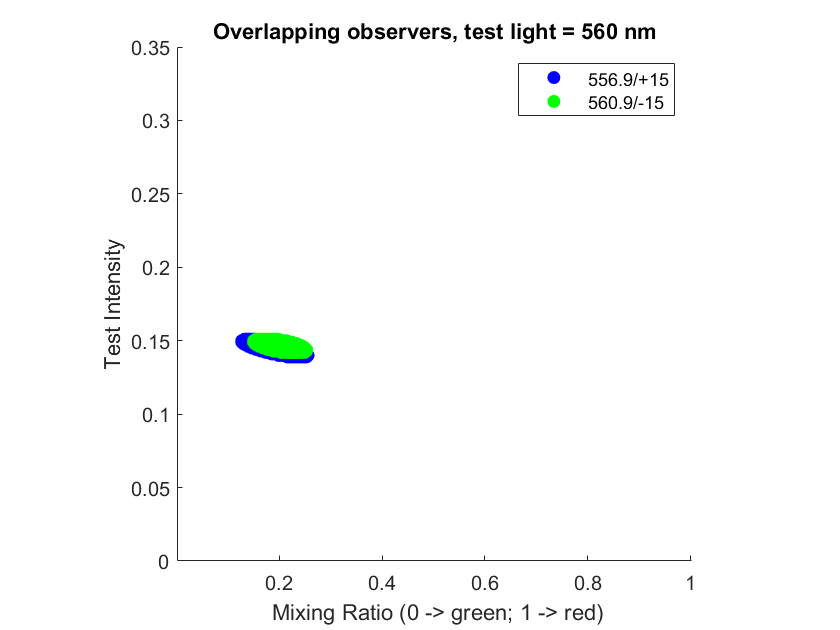 Overlapping observers, test light = 560 nm
556.9/+15
560.9/-15
0.35
0.3
0.25
0.2
0.15
0.1
0.05
0
Test Intensity
0.2 0.4 0.6 0.8 1
Mixing Ratio (0 -> green; 1 -> red)